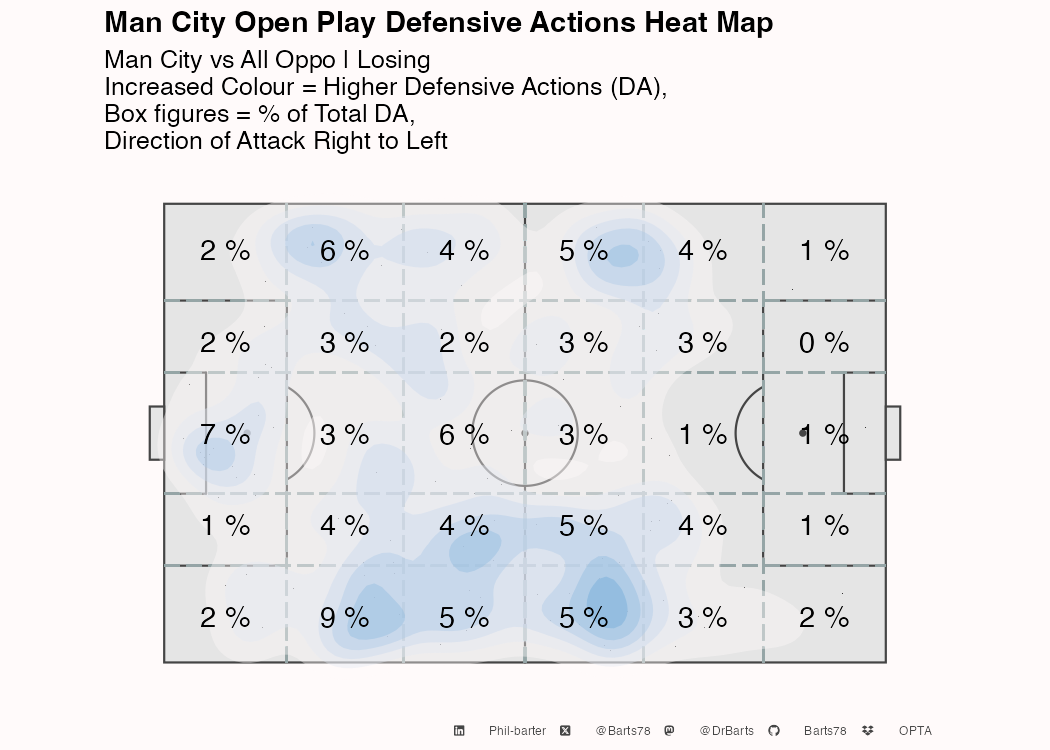 Man City Open Play Defensive Actions Heat Map
Man City vs All Oppo | Losing
Increased Colour = Higher Defensive Actions (DA),
Box figures = % of Total DA,
Direction of Attack Right to Left
2 % 6 % 4 % 5 % 4 % 1 %
2 % 3 % 2 % 3 % 3 % 0 %
7 % 3 % 6 % 3 % 1 % 1 %
1 % 4 % 4 % 5 % 4 % 1 %
2 % 9 % 5 % 5 % 3 % 2 %
Phil-barter @Barts78 @DrBarts Barts78 OPTA